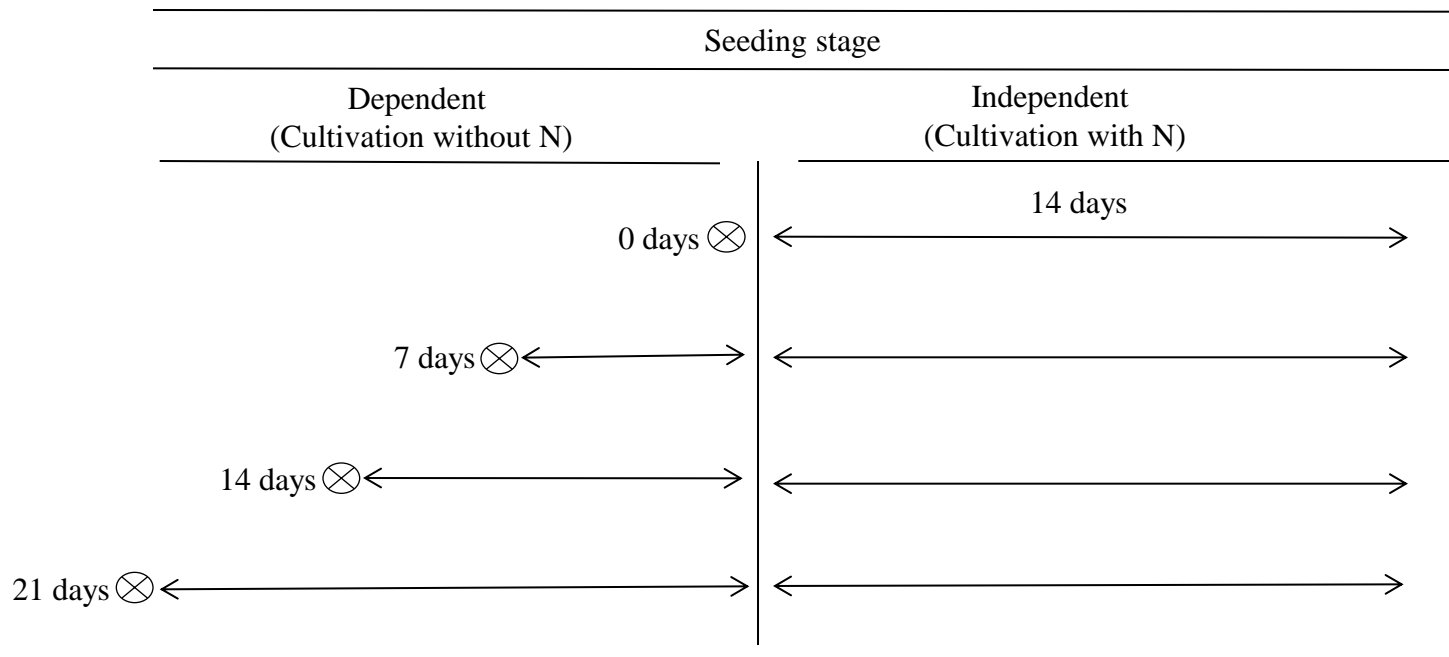 Seeding stage
Dependent
(Cultivation without N)
Independent
(Cultivation with N)
14 days
0 days
7 days
14 days
21 days